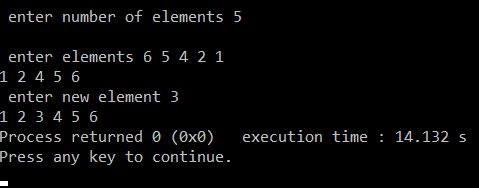 enter number of elements 5
enter elements 6 5 4 2 1
1 2 4 5 6
enter new element 3
1 2 3 4 5 6
Process returned 0 (0x0)   execution time : 14.132 s
Press any key to continue.